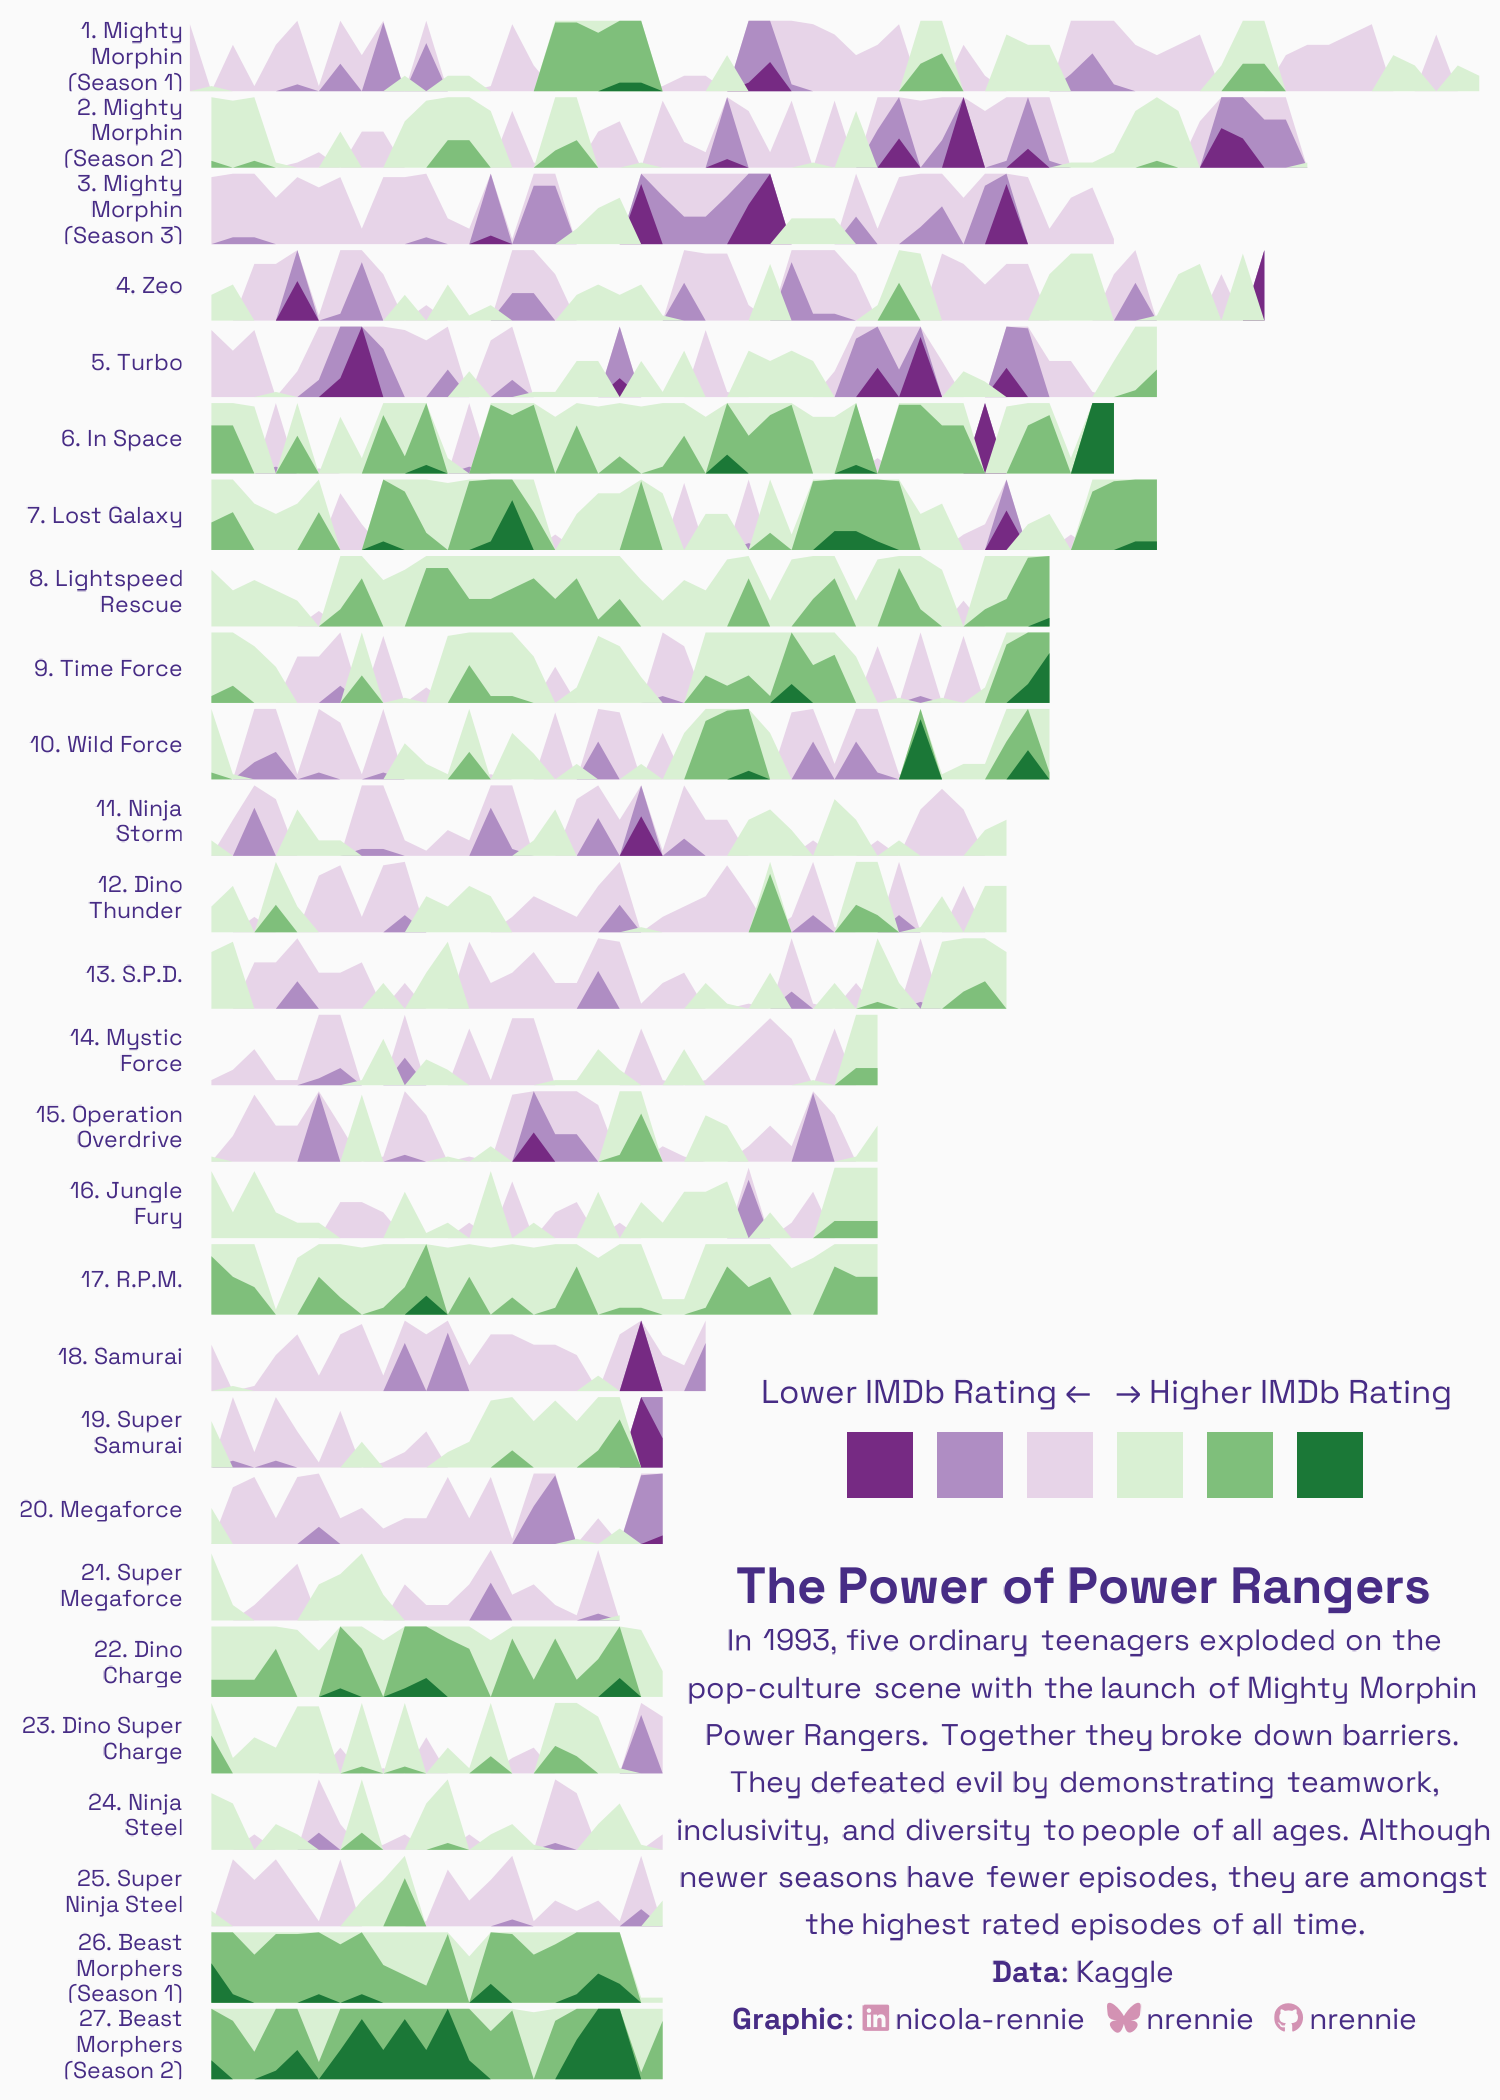 1. Mighty
Morphin
(Season 1)
2. Mighty
Morphin
(Season 2)
3. Mighty
Morphin
(Season 3)
4. Zeo
5. Turbo
6. In Space
7. Lost Galaxy
8. Lightspeed
Rescue
9. Time Force
10. Wild Force
11. Ninja
Storm
12. Dino
Thunder
13. S.P.D.
14. Mystic
Force
15. Operation
Overdrive
16. Jungle
Fury
17. R.P.M.
18. Samurai
19. Super
Samurai
20. Megaforce
21. Super
Megaforce
22. Dino
Charge
23. Dino Super
Charge
24. Ninja
Steel
25. Super
Ninja Steel
26. Beast
Morphers
(Season 1)
27. Beast
Morphers
(Season 2)
Lower IMDb Rating ← → Higher IMDb Rating
The Power of Power Rangers
In 1993, five ordinary teenagers exploded on the
pop-culture scene with the launch of Mighty Morphin
Power Rangers. Together they broke down barriers.
They defeated evil by demonstrating teamwork,
inclusivity, and diversity to people of all ages. Although
newer seasons have fewer episodes, they are amongst
the highest rated episodes of all time.
Data: Kaggle
Graphic: in nicola-rennie nrennie nrennie